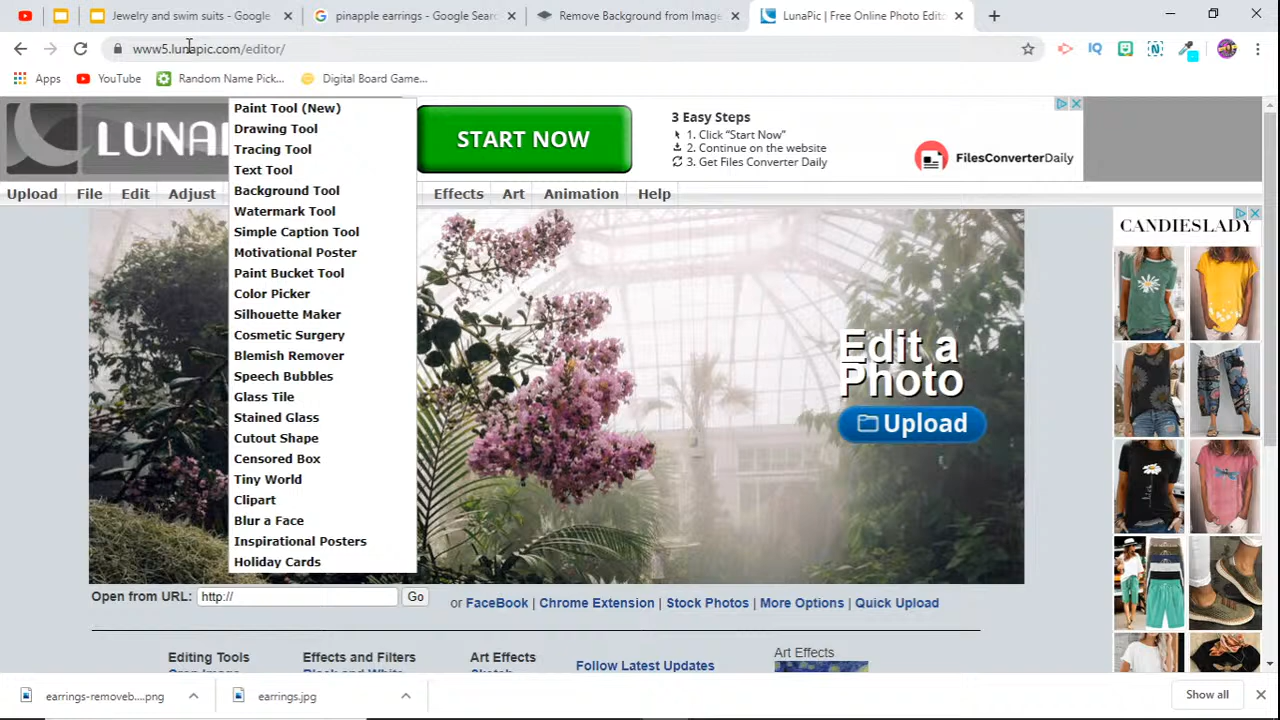 Jewelry and swim suits - Google
pinapple earrings - Google Sear
Remove Background from Image
LunaPic | Free Online Photo Edito
www5.lunapic.com/editor/
Apps
YouTube
Random Name Pick...
Digital Board Game...
LUNA
START NOW
3 Easy Steps
1. Click "Start Now"
2. Continue on the website
3. Get Files Converter Daily
FilesConverterDaily
Upload File Edit Adjust Effects Art Animation Help
Paint Tool (New)
Drawing Tool
Tracing Tool
Text Tool
Background Tool
Watermark Tool
Simple Caption Tool
Motivational Poster
Paint Bucket Tool
Color Picker
Silhouette Maker
Cosmetic Surgery
Blemish Remover
Speech Bubbles
Glass Tile
Stained Glass
Cutout Shape
Censored Box
Tiny World
Clipart
Blur a Face
Inspirational Posters
Holiday Cards
Edit a
Photo
Upload
CANDIESLADY
Open from URL: http:// Go
or FaceBook | Chrome Extension | Stock Photos | More Options | Quick Upload
Editing Tools
Effects and Filters
Art Effects
Follow Latest Updates
Art Effects
earrings-removeb....png
earrings.jpg
Show all